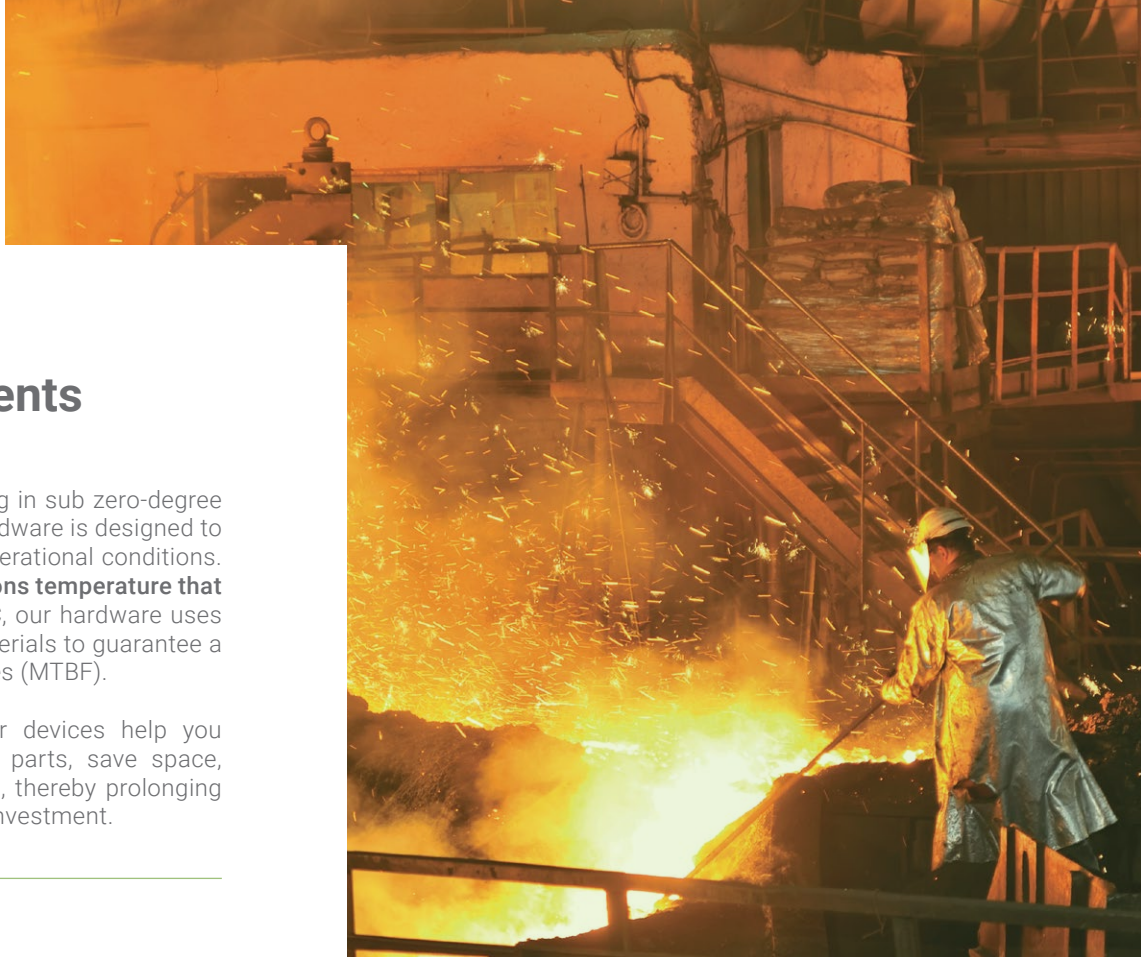 ents
g in sub zero-degree
dware is designed to
erational conditions.
ons temperature that
, our hardware uses
erials to guarantee a
es (MTBF).
r devices help you
parts, save space,
, thereby prolonging
nvestment.